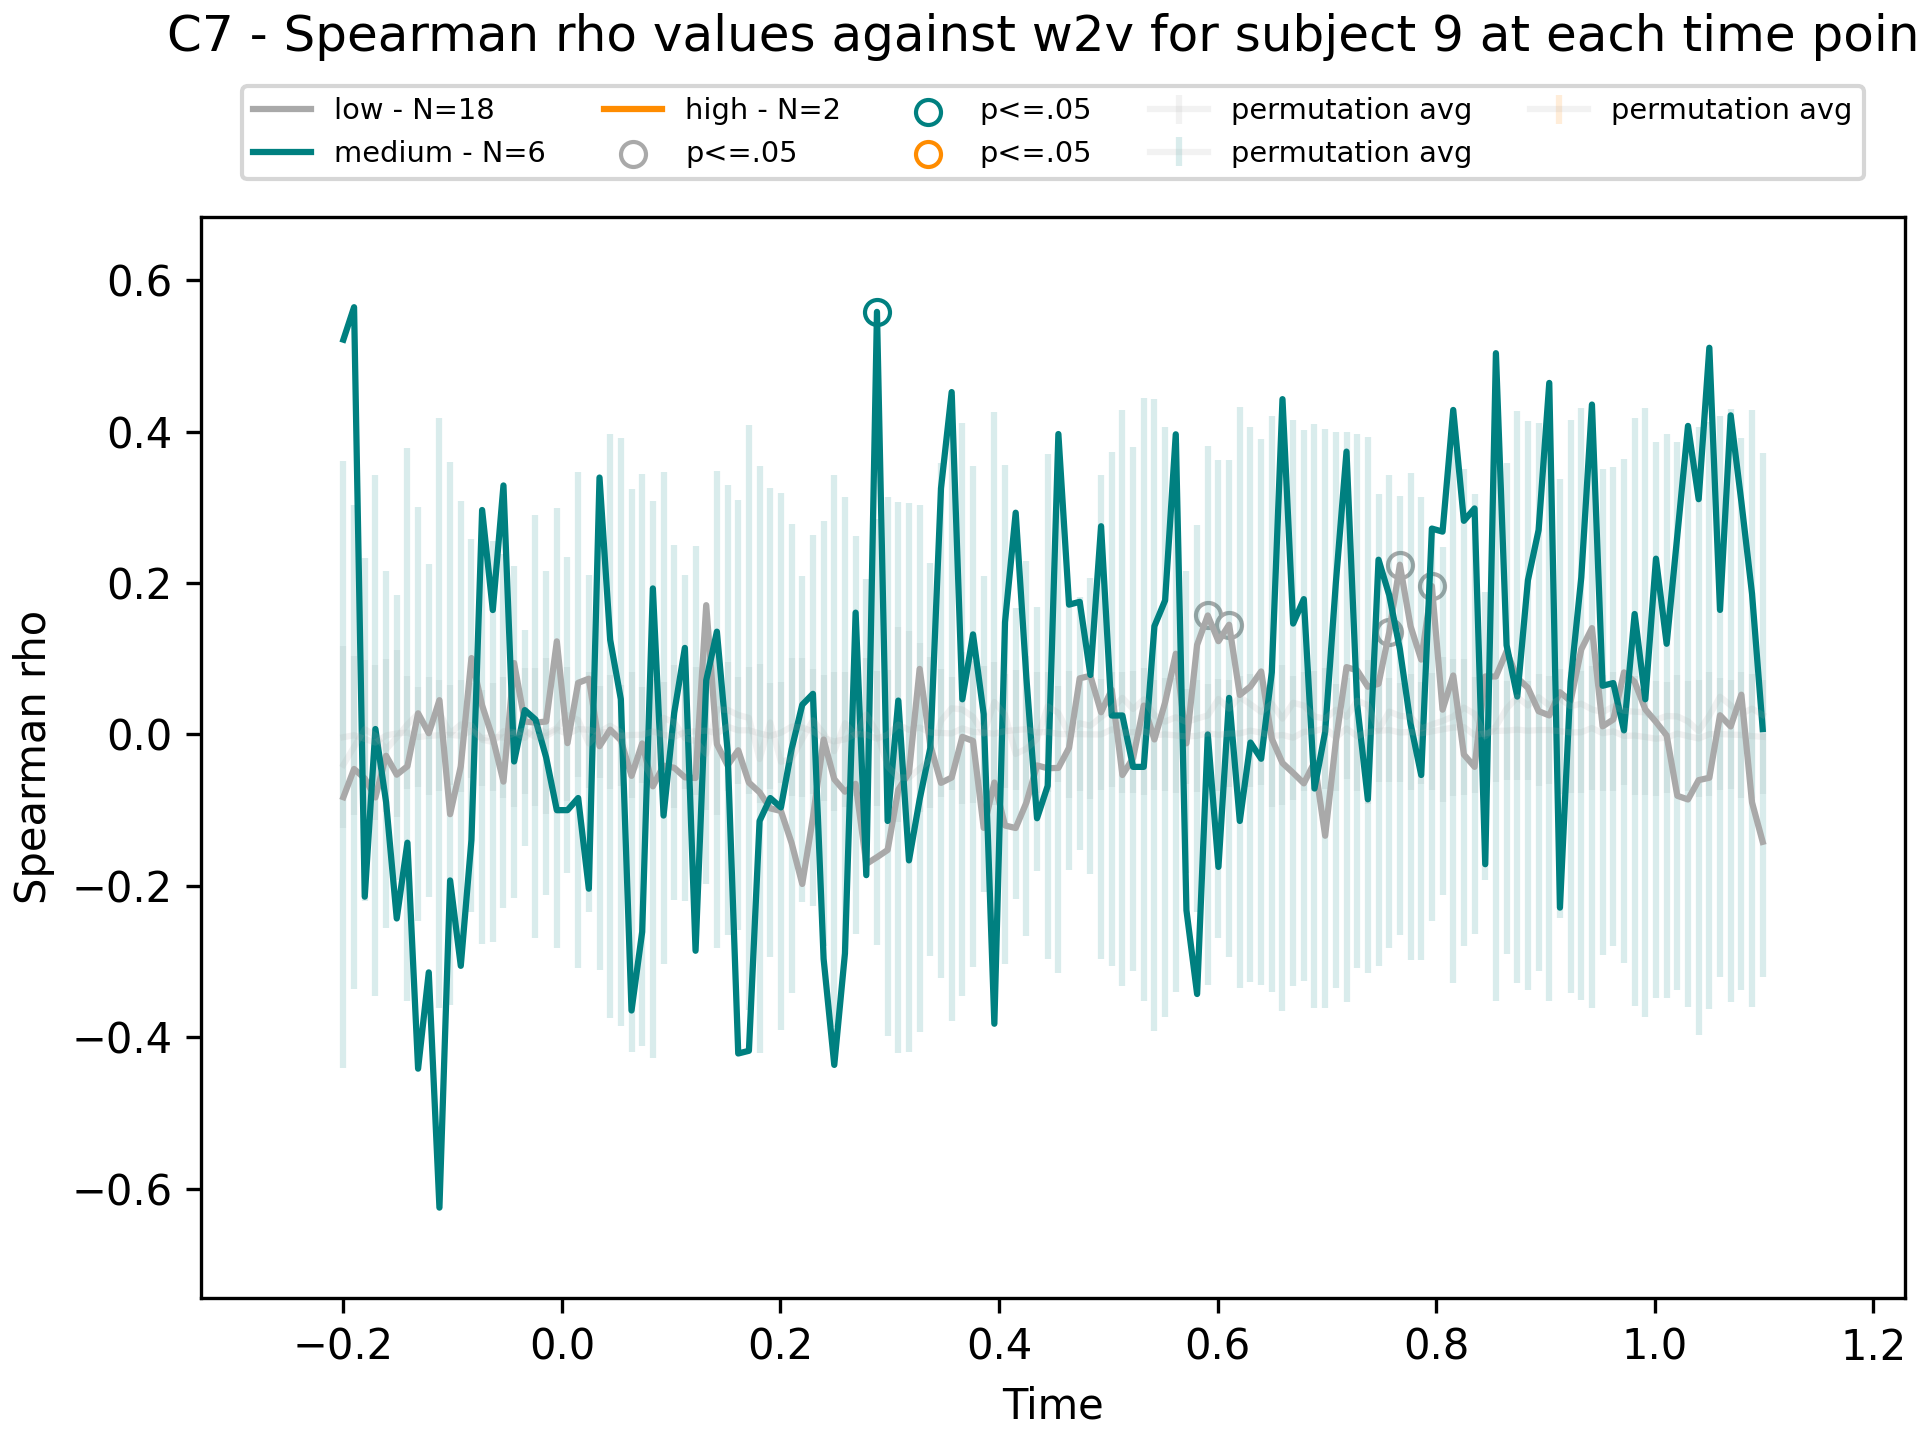 C7 - Spearman rho values against w2v for subject 9 at each time poin
low - N=18
medium - N=6
high - N=2
p<=.05
p<=.05
p<=.05
permutation avg
permutation avg
permutation avg
Spearman rho
0.6
0.4
0.2
0.0
−0.2
−0.4
−0.6
−0.2
0.0
0.2
0.4
0.6
0.8
1.0
1.2
Time